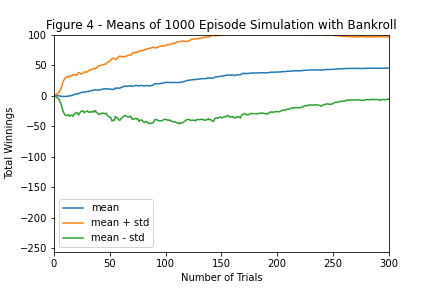 Figure 4 - Means of 1000 Episode Simulation with Bankroll
100
50
0
−50
−100
−150
−200
−250
Total Winnings
mean
mean + std
mean - std
0 50 100 150 200 250 300
Number of Trials